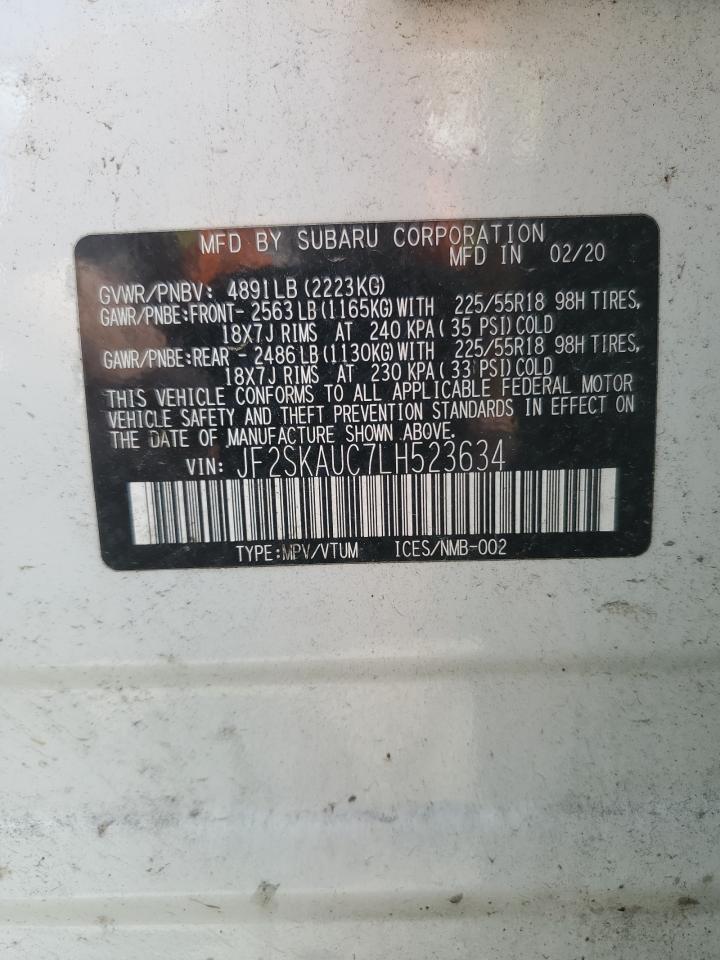 MFD BY SUBARU CORPORATION
MFD IN 02/20
GVWR/PNBV: 4891LB (2223KG)
GAWR/PNBE:FRONT- 2563LB(1165KG)WITH 225/55R18 98H TIRES,
18X7J RIMS AT 240 KPA(35 PSI)COLD
GAWR/PNBE:REAR - 2486LB(1130KG)WITH 225/55R18 98H TIRES,
18X7J RIMS AT 230 KPA(33 PSI)COLD
THIS VEHICLE CONFORMS TO ALL APPLICABLE FEDERAL MOTOR
VEHICLE SAFETY AND THEFT PREVENTION STANDARDS IN EFFECT ON
THE DATE OF MANUFACTURE SHOWN ABOVE.
VIN: JF2SKAUC7LH523634
TYPE:MPV/VTUM ICES/NMB-002